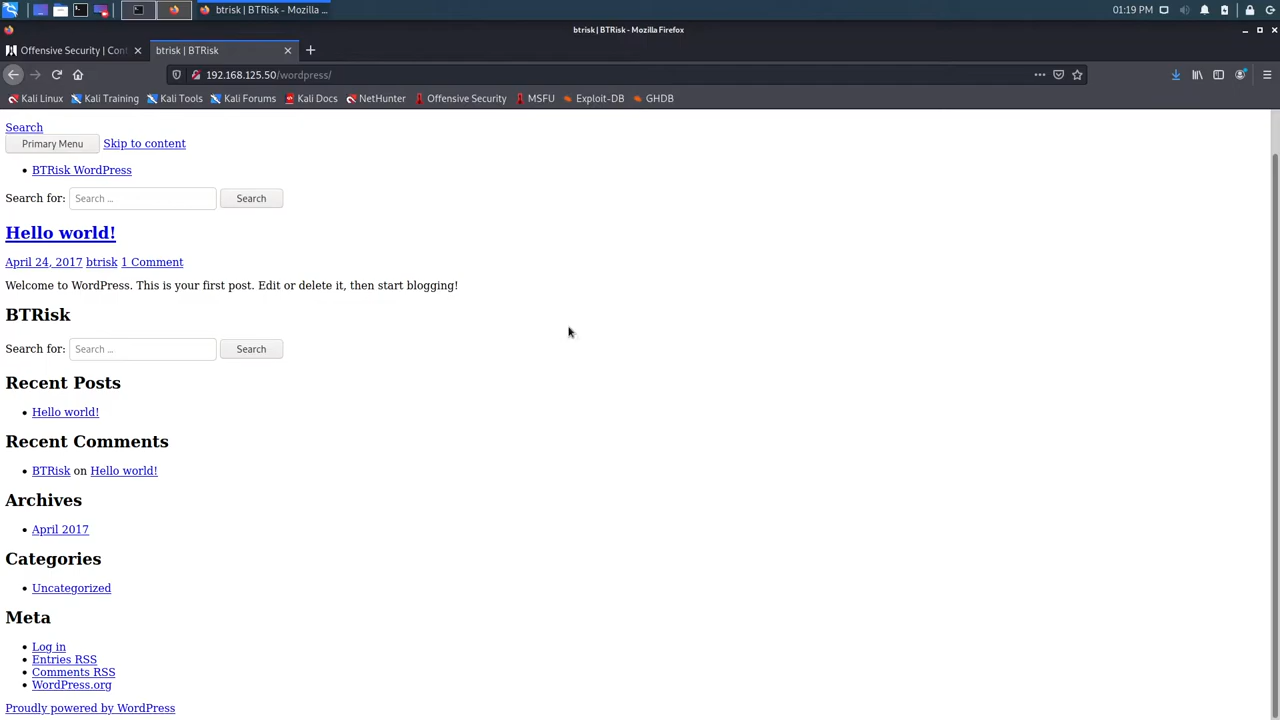 btrisk | BTRisk - Mozilla ...
01:19 PM
btrisk | BTRisk - Mozilla Firefox
Offensive Security | Cont
btrisk | BTRisk
192.168.125.50/wordpress/
Kali Linux
Kali Training
Kali Tools
Kali Forums
Kali Docs
NetHunter
Offensive Security
MSFU
Exploit-DB
GHDB
Search
Primary Menu Skip to content
BTRisk WordPress
Search for: Search ... Search
Hello world!
April 24, 2017 btrisk 1 Comment
Welcome to WordPress. This is your first post. Edit or delete it, then start blogging!
BTRisk
Search for: Search ... Search
Recent Posts
Hello world!
Recent Comments
BTRisk on Hello world!
Archives
April 2017
Categories
Uncategorized
Meta
Log in
Entries RSS
Comments RSS
WordPress.org
Proudly powered by WordPress